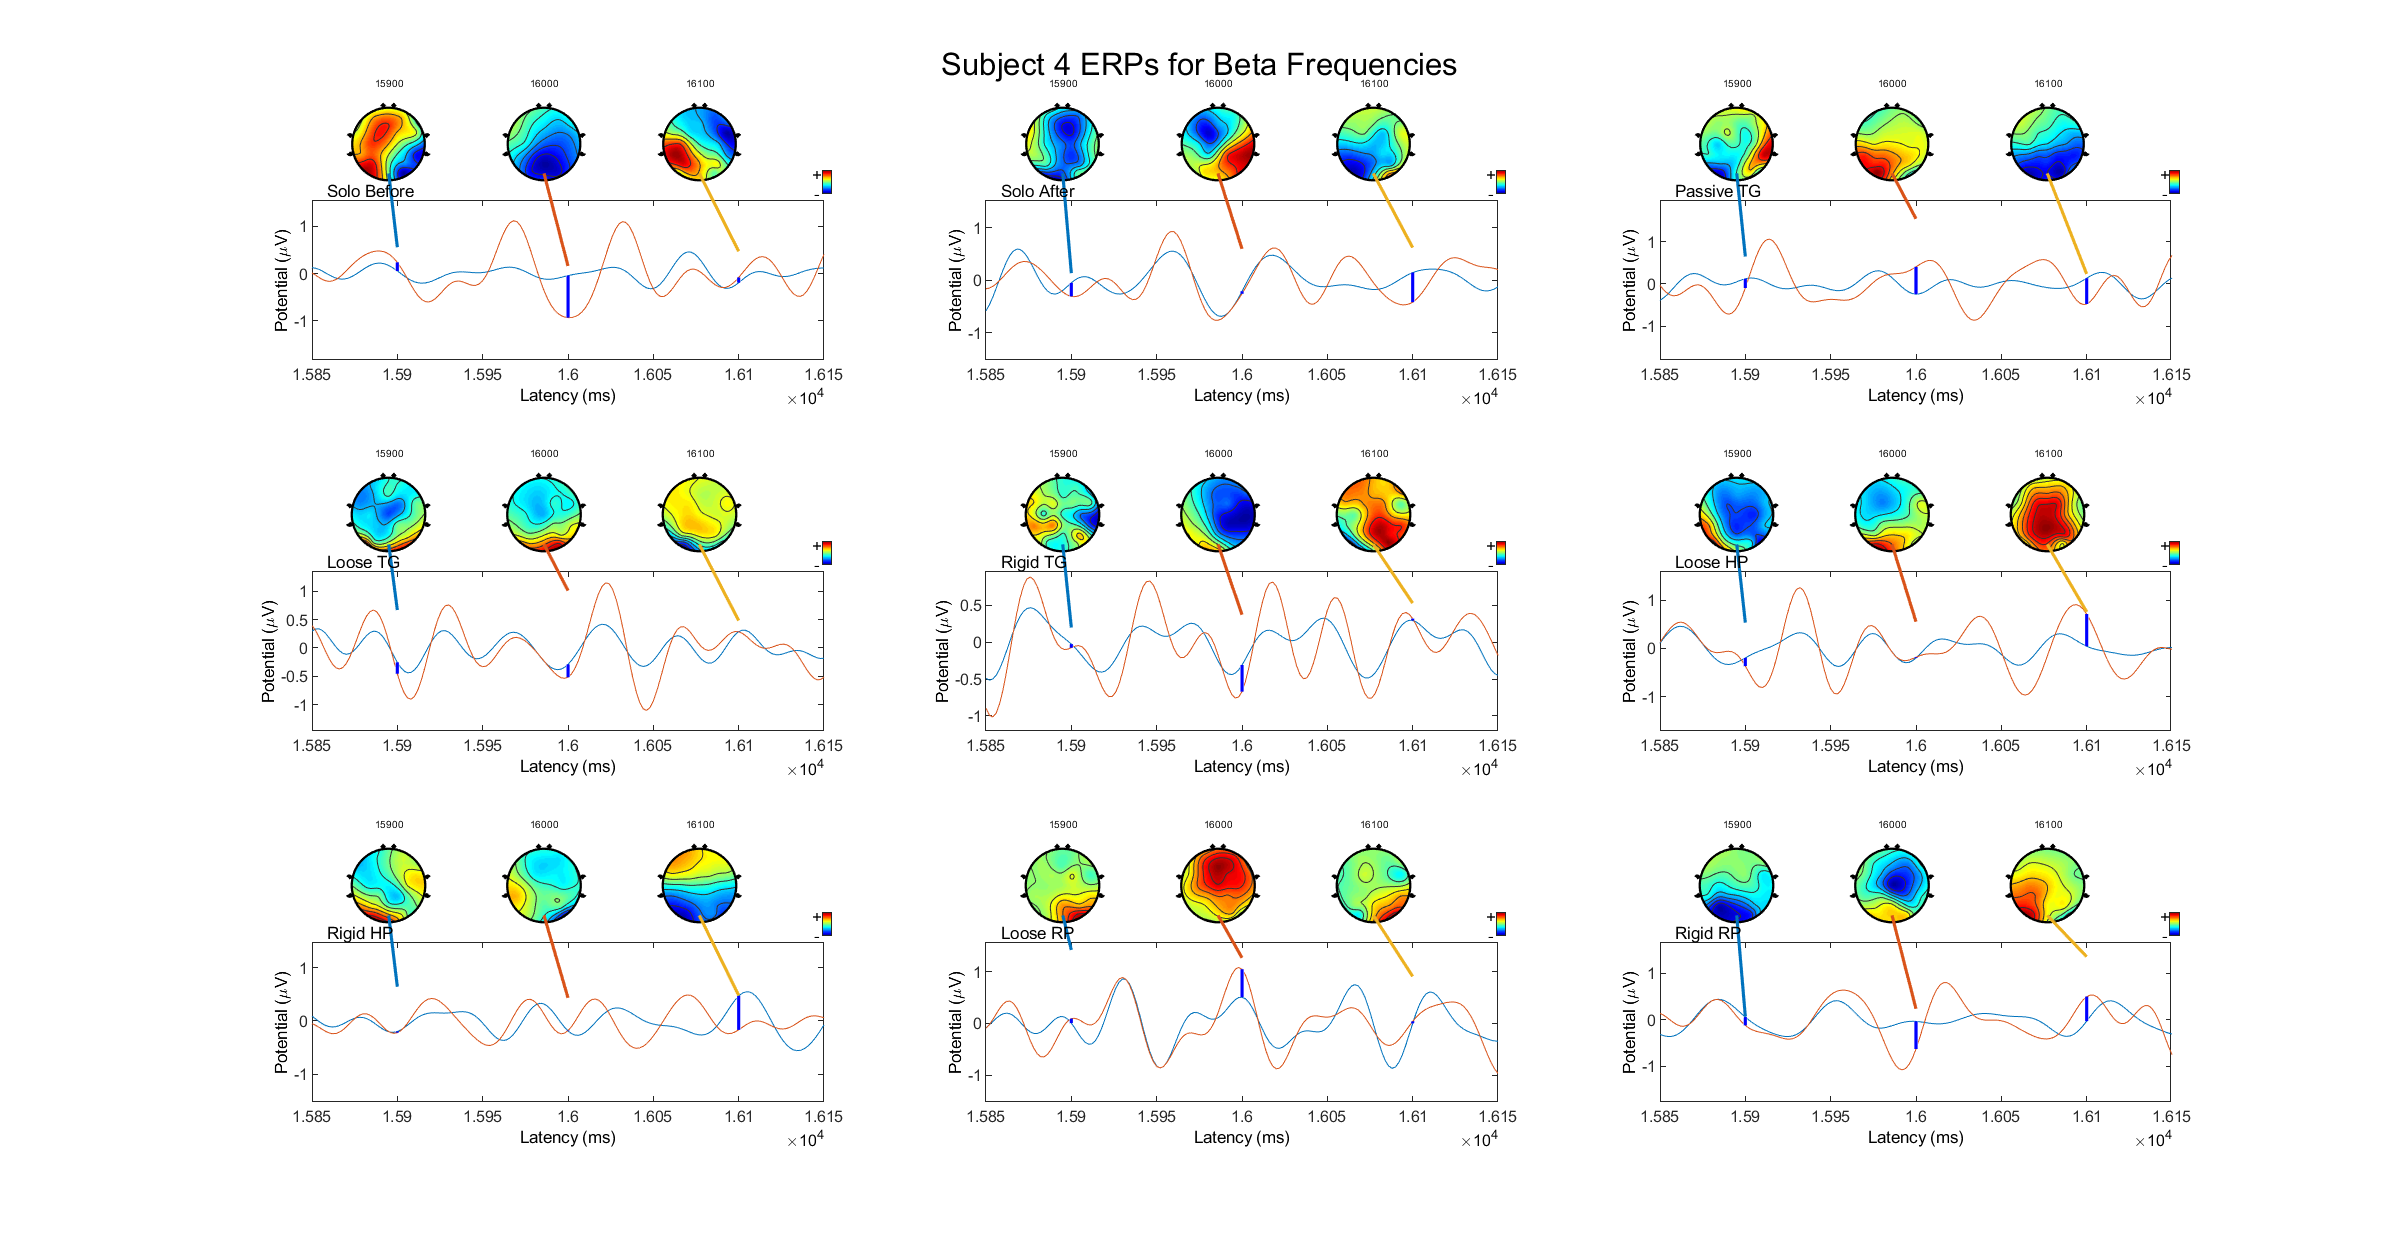 Subject 4 ERPs for Beta Frequencies
15900 16000 16100
+
-
Solo Before
Potential (μV)
1
0
-1
1.585 1.59 1.595 1.6 1.605 1.61 1.615
Latency (ms)
×10^4
15900 16000 16100
+
-
Solo After
Potential (μV)
1
0
-1
1.585 1.59 1.595 1.6 1.605 1.61 1.615
Latency (ms)
×10^4
15900 16000 16100
+
-
Passive TG
Potential (μV)
1
0
-1
1.585 1.59 1.595 1.6 1.605 1.61 1.615
Latency (ms)
×10^4
15900 16000 16100
+
-
Loose TG
Potential (μV)
1
0.5
0
-0.5
-1
1.585 1.59 1.595 1.6 1.605 1.61 1.615
Latency (ms)
×10^4
15900 16000 16100
+
-
Rigid TG
Potential (μV)
0.5
0
-0.5
-1
1.585 1.59 1.595 1.6 1.605 1.61 1.615
Latency (ms)
×10^4
15900 16000 16100
+
-
Loose HP
Potential (μV)
1
0
-1
1.585 1.59 1.595 1.6 1.605 1.61 1.615
Latency (ms)
×10^4
15900 16000 16100
+
-
Rigid HP
Potential (μV)
1
0
-1
1.585 1.59 1.595 1.6 1.605 1.61 1.615
Latency (ms)
×10^4
15900 16000 16100
+
-
Loose RP
Potential (μV)
1
0
-1
1.585 1.59 1.595 1.6 1.605 1.61 1.615
Latency (ms)
×10^4
15900 16000 16100
+
-
Rigid RP
Potential (μV)
1
0
-1
1.585 1.59 1.595 1.6 1.605 1.61 1.615
Latency (ms)
×10^4